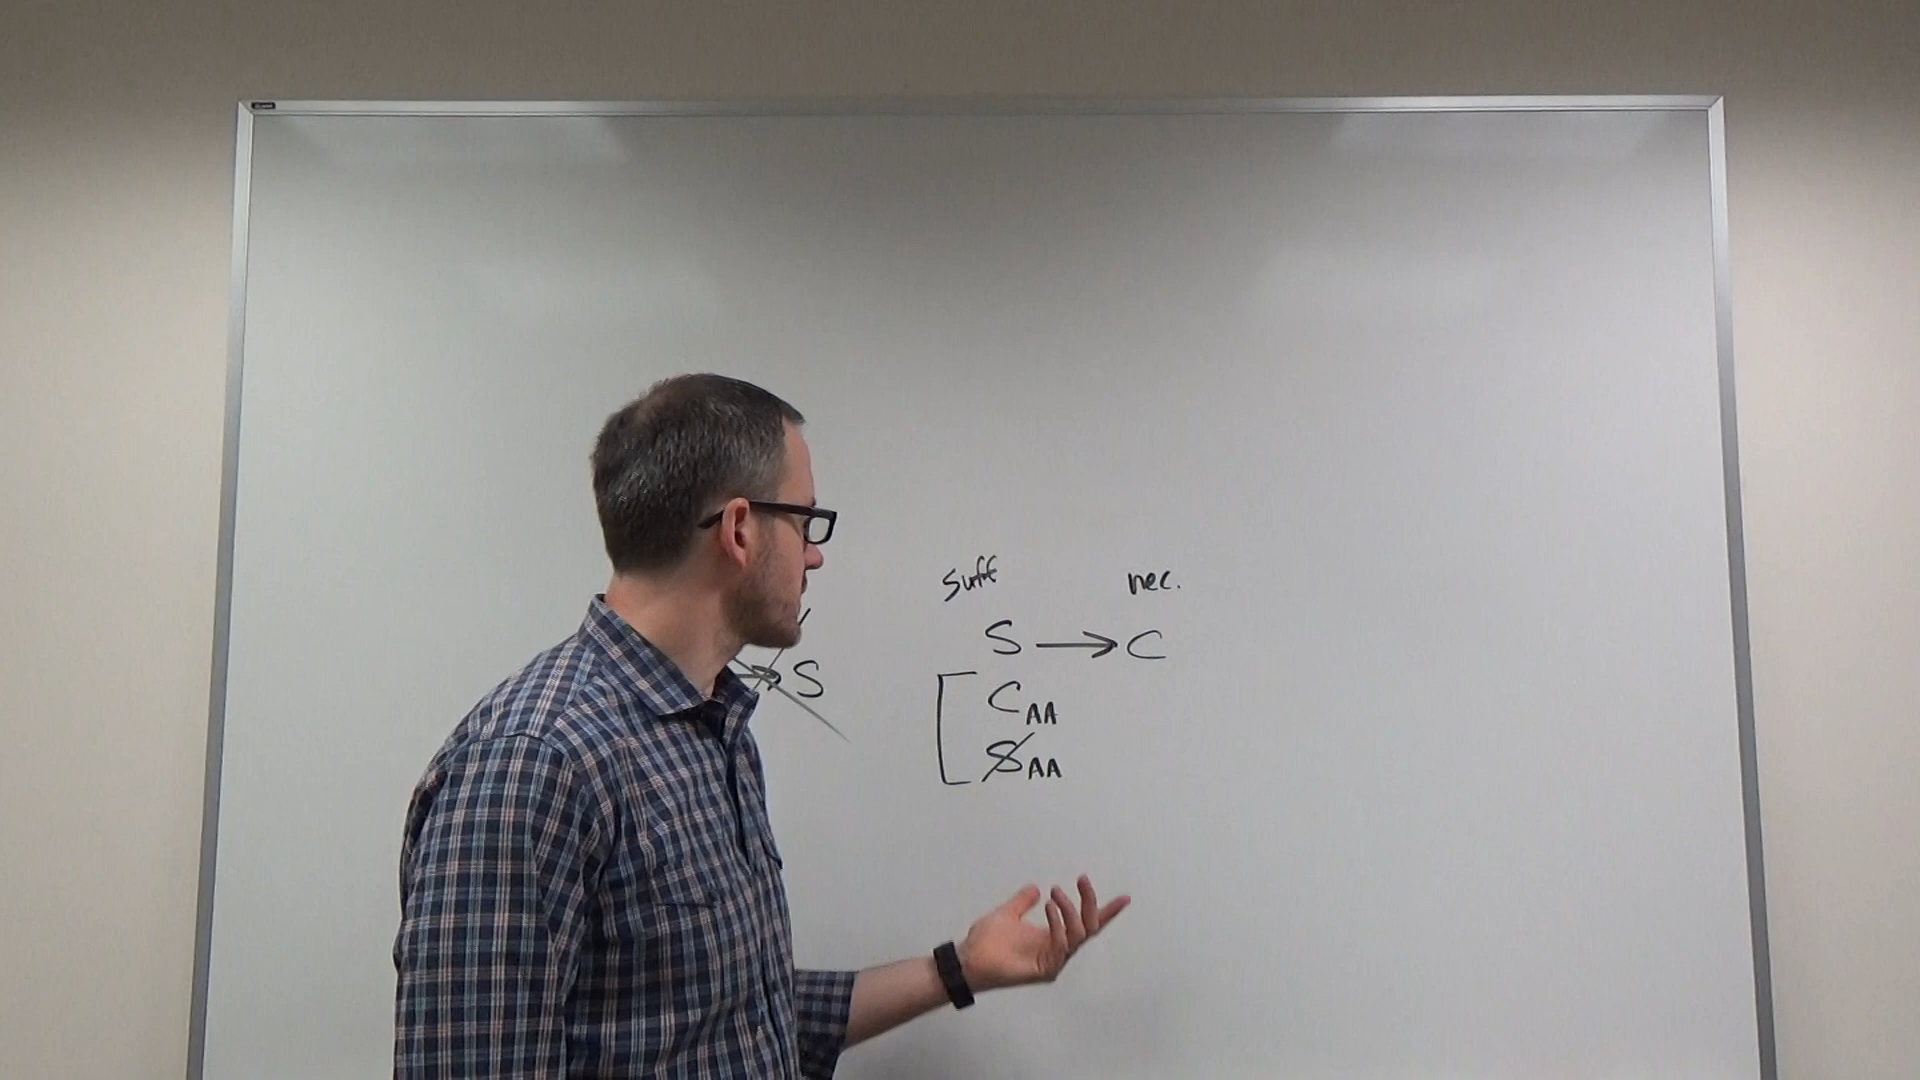 suff nec.
S → C
→ S
C AA
S̸ AA